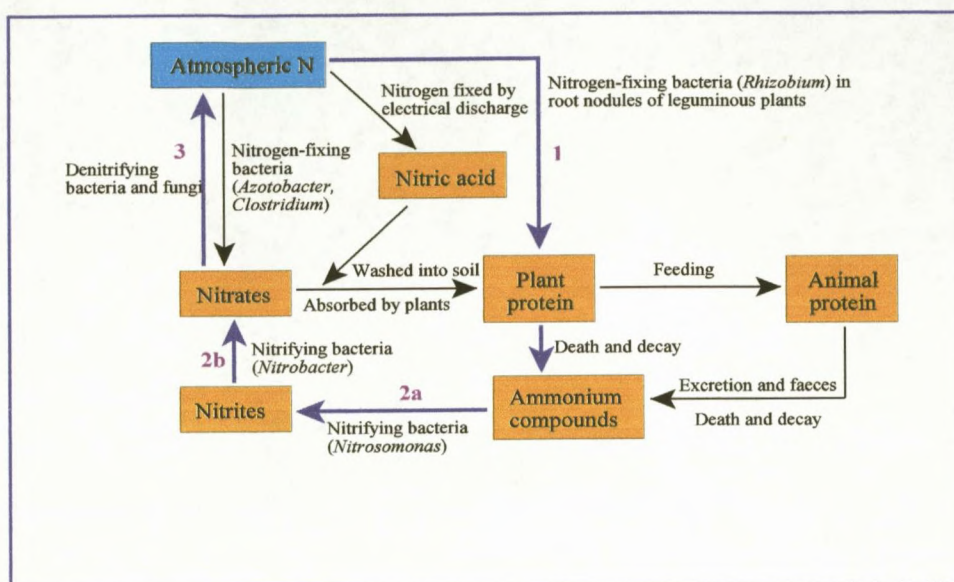 Atmospheric N
Nitrogen fixed by
electrical discharge
Nitrogen-fixing bacteria (Rhizobium) in
root nodules of leguminous plants
3
1
Denitrifying
bacteria and fungi
Nitrogen-fixing
bacteria
(Azotobacter,
Clostridium)
Nitric acid
Nitrates
Washed into soil
Absorbed by plants
Plant
protein
Feeding
Animal
protein
2b
Nitrifying bacteria
(Nitrobacter)
Death and decay
Nitrites
2a
Nitrifying bacteria
(Nitrosomonas)
Ammonium
compounds
Excretion and faeces
Death and decay